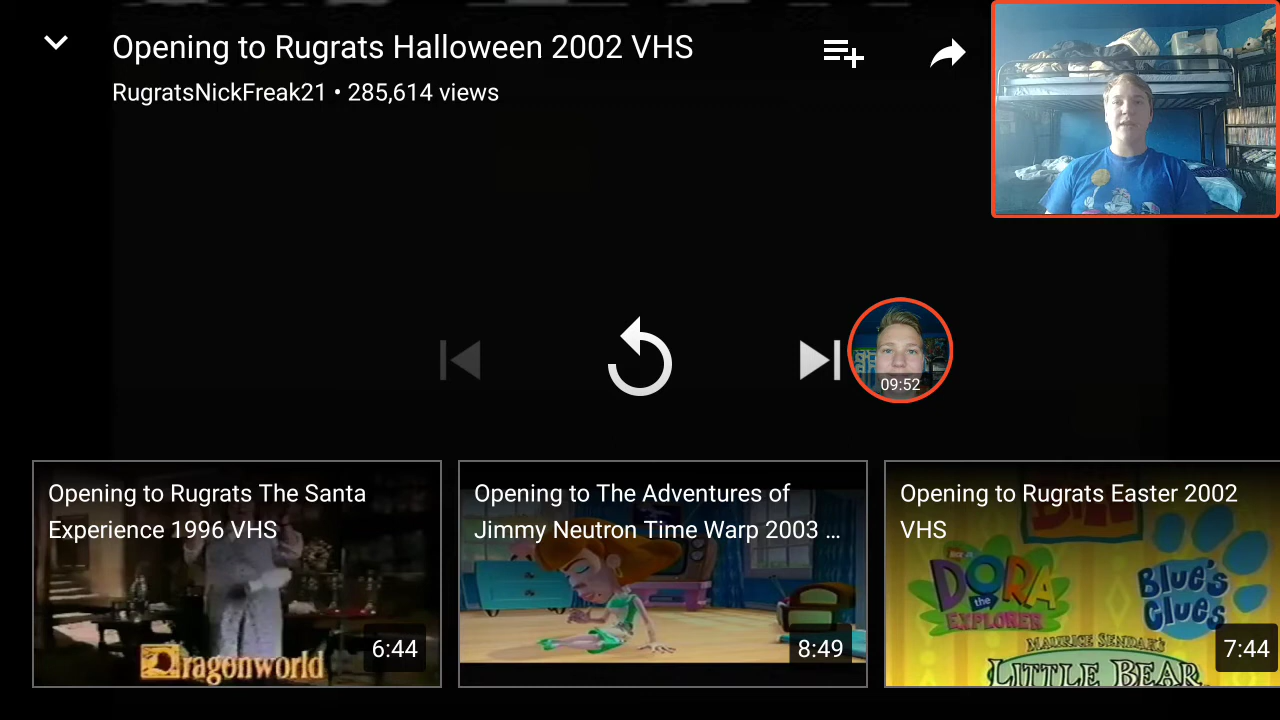 Opening to Rugrats Halloween 2002 VHS
RugratsNickFreak21 • 285,614 views
09:52
Opening to Rugrats The Santa
Experience 1996 VHS
Dragonworld
6:44
Opening to The Adventures of
Jimmy Neutron Time Warp 2003 ...
8:49
Opening to Rugrats Easter 2002
VHS
DORA
the
EXPLORER
BLUE'S
CLUES
MAURICE SENDAK'S
LITTLE BEAR
7:44